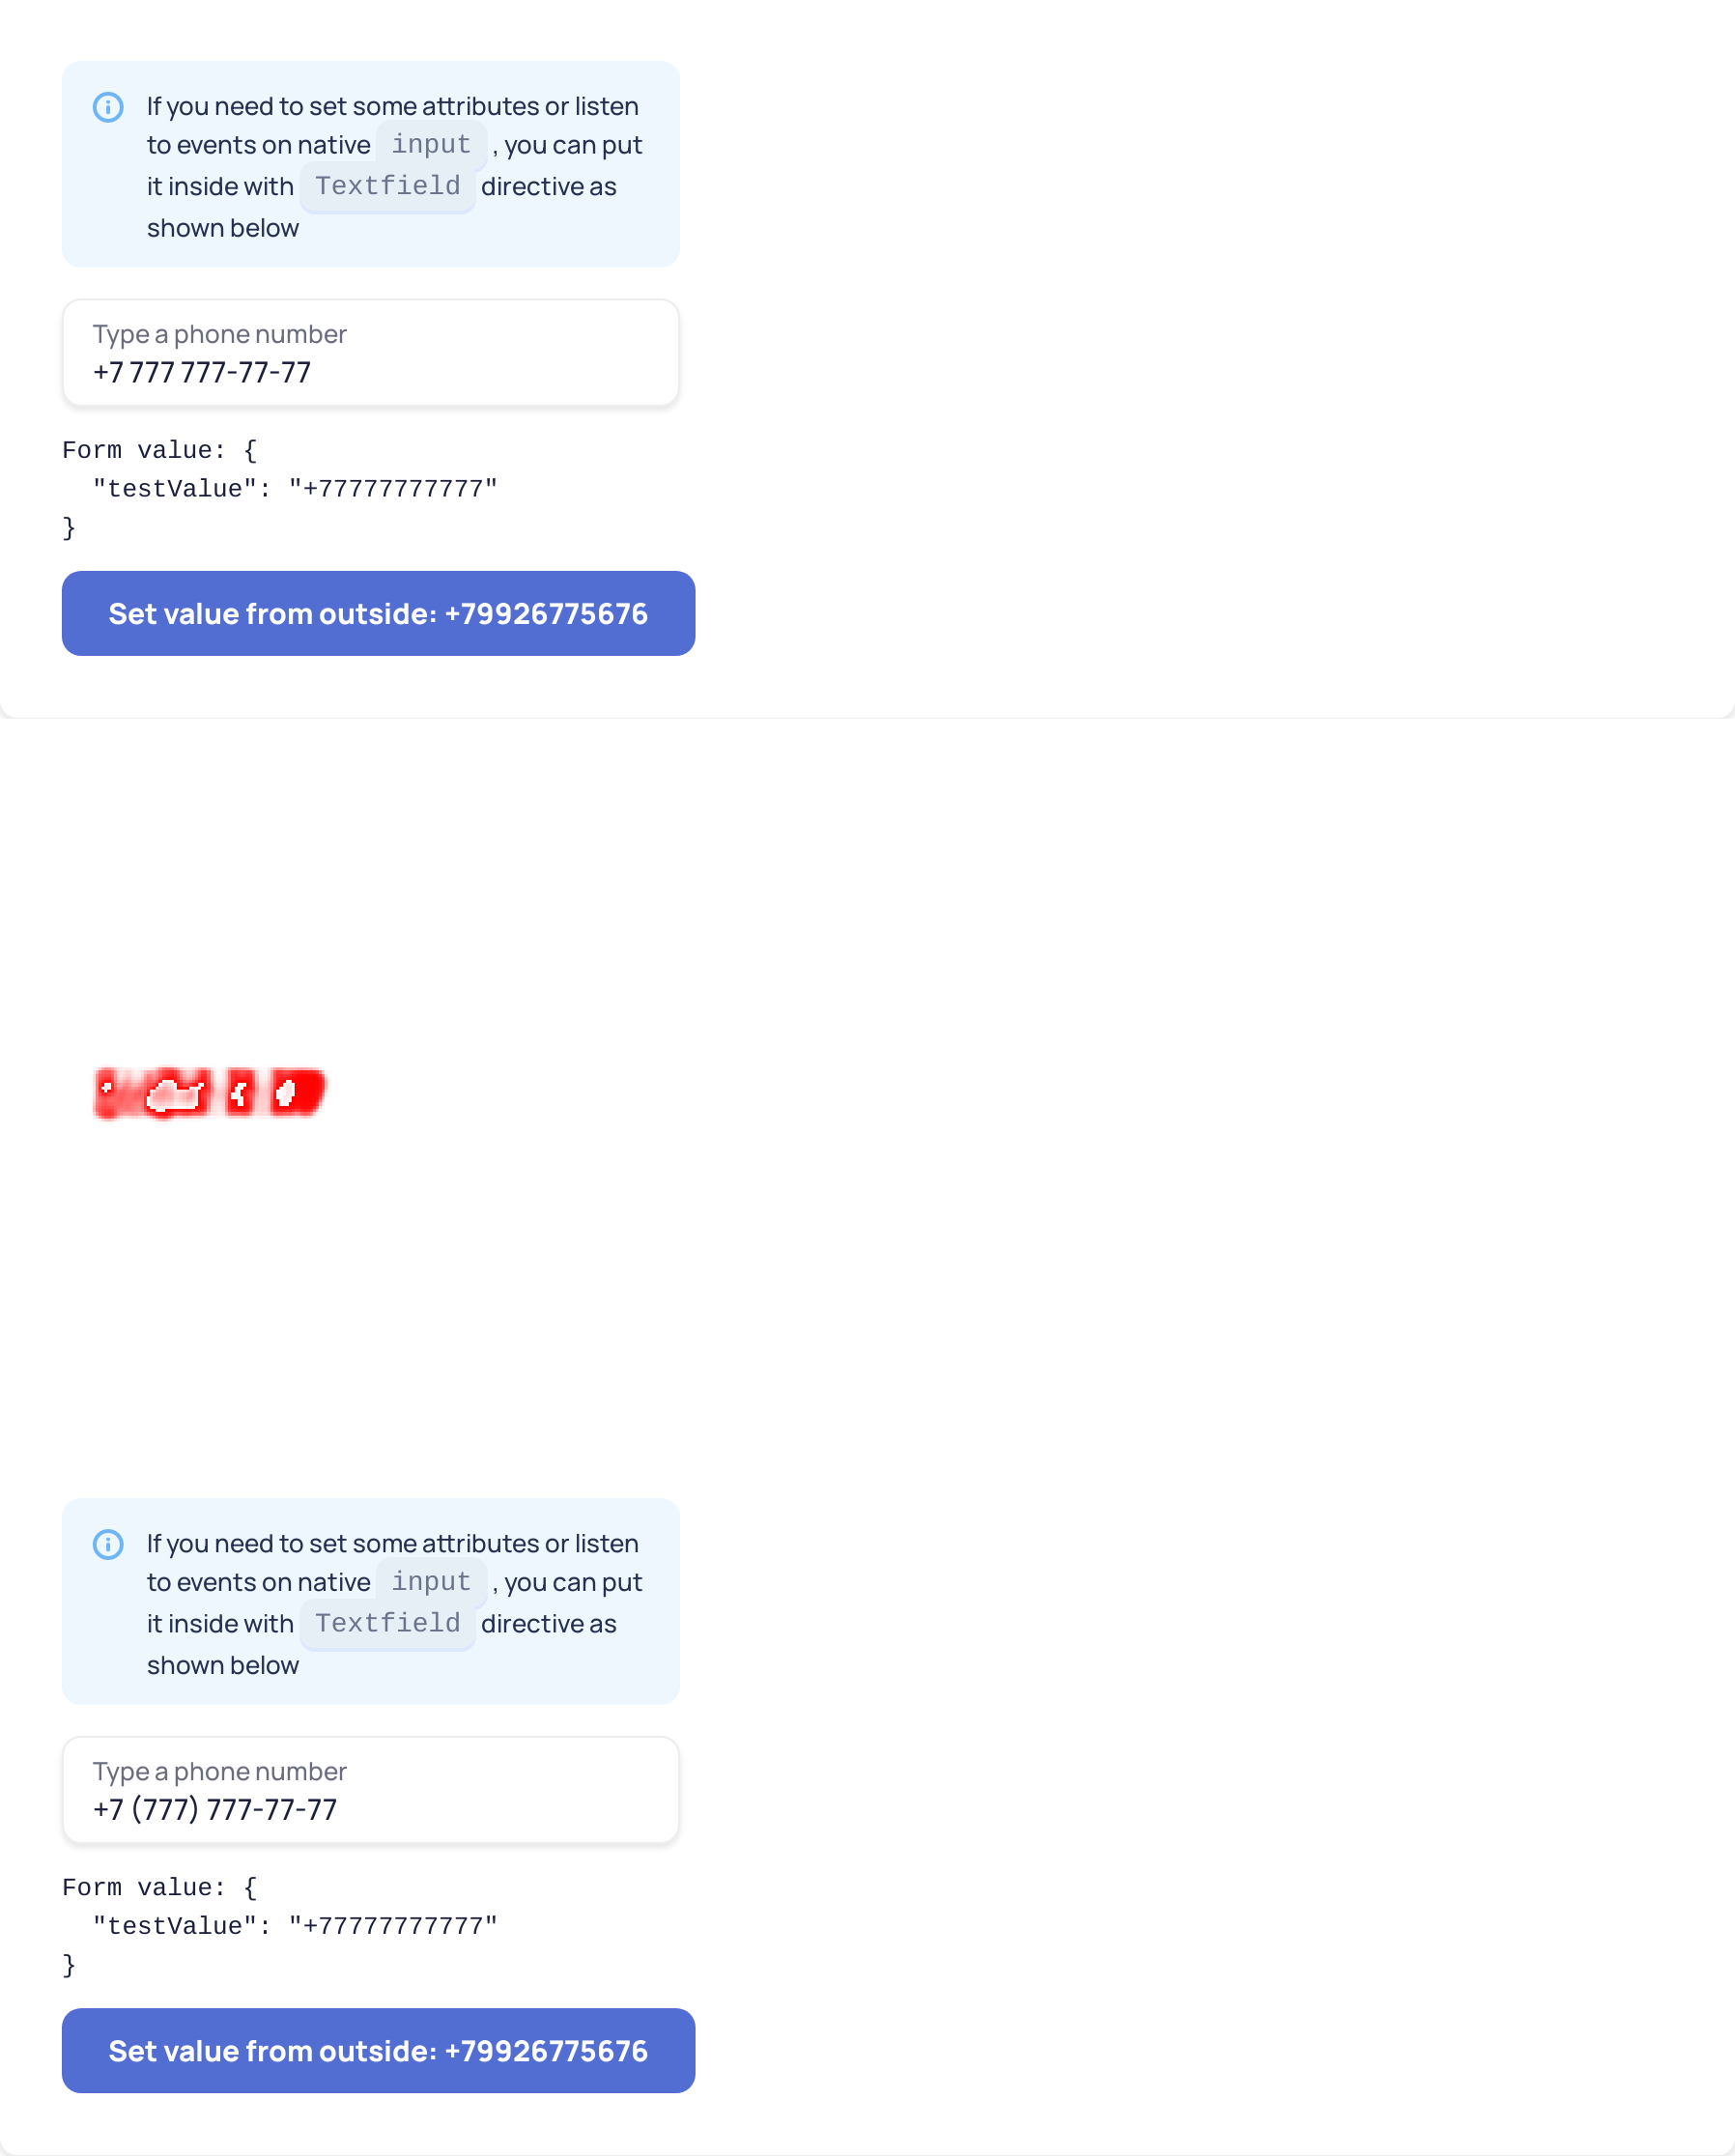 If you need to set some attributes or listen
to events on native input , you can put
it inside with Textfield directive as
shown below
Type a phone number
+7 777 777-77-77
Form value: {
  "testValue": "+77777777777"
}
Set value from outside: +79926775676
If you need to set some attributes or listen
to events on native input , you can put
it inside with Textfield directive as
shown below
Type a phone number
+7 (777) 777-77-77
Form value: {
  "testValue": "+77777777777"
}
Set value from outside: +79926775676